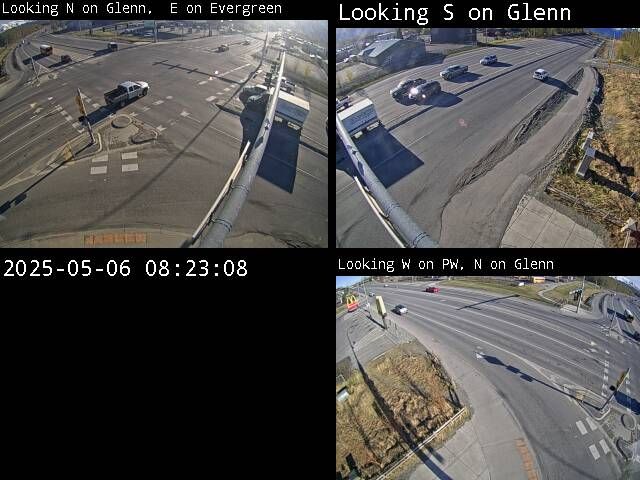 Looking N on Glenn,  E on Evergreen
Looking S on Glenn
2025-05-06 08:23:08
Looking W on PW, N on Glenn